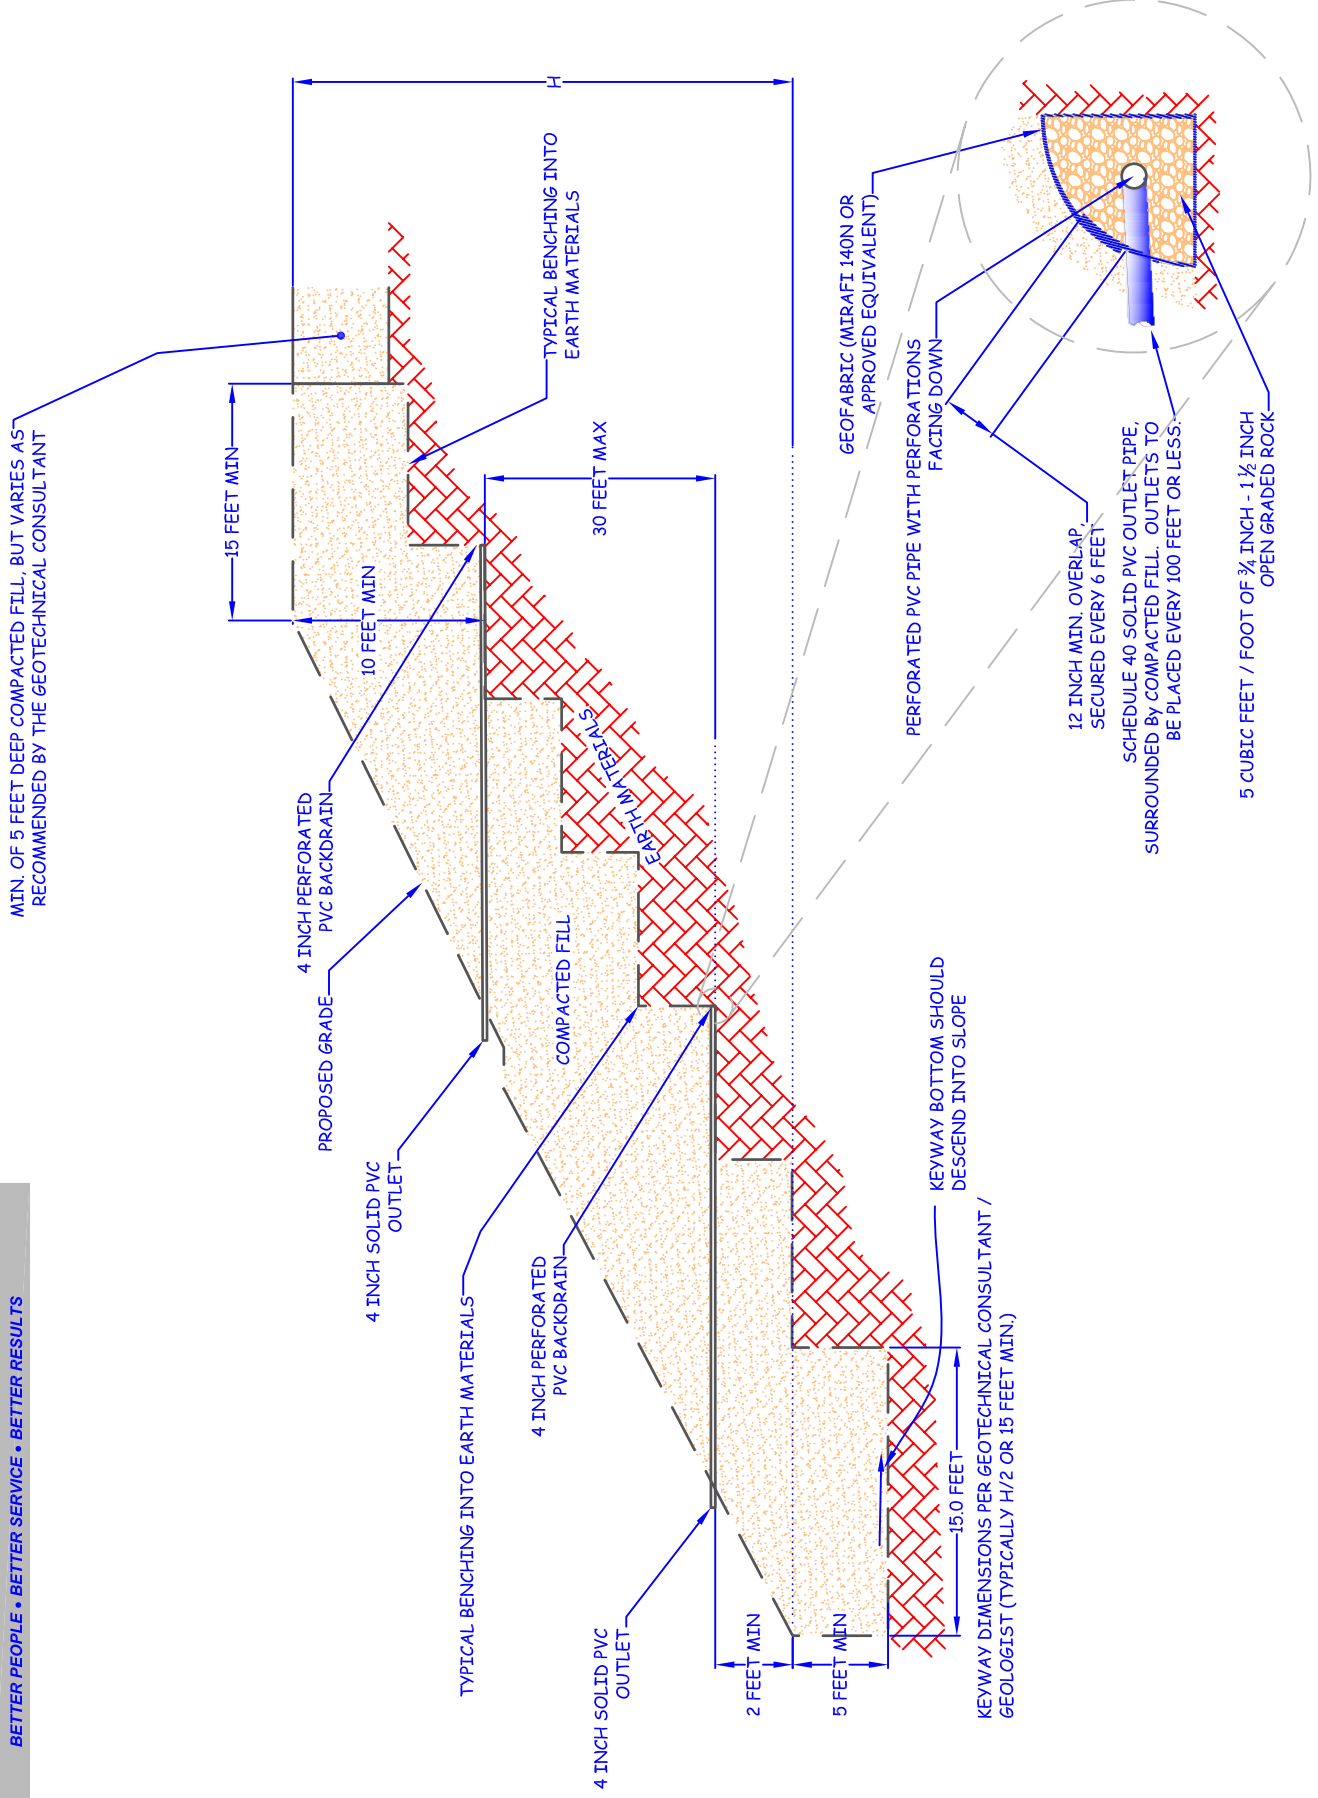 BETTER PEOPLE • BETTER SERVICE • BETTER RESULTS
MIN. OF 5 FEET DEEP COMPACTED FILL, BUT VARIES AS
RECOMMENDED BY THE GEOTECHNICAL CONSULTANT
15 FEET MIN
10 FEET MIN
H
TYPICAL BENCHING INTO
EARTH MATERIALS
30 FEET MAX
4 INCH PERFORATED
PVC BACKDRAIN
PROPOSED GRADE
4 INCH SOLID PVC
OUTLET
COMPACTED FILL
EARTH MATERIALS
TYPICAL BENCHING INTO EARTH MATERIALS
4 INCH PERFORATED
PVC BACKDRAIN
4 INCH SOLID PVC
OUTLET
2 FEET MIN
5 FEET MIN
KEYWAY BOTTOM SHOULD
DESCEND INTO SLOPE
15.0 FEET
KEYWAY DIMENSIONS PER GEOTECHNICAL CONSULTANT /
GEOLOGIST (TYPICALLY H/2 OR 15 FEET MIN.)
GEOFABRIC (MIRAFI 140N OR
APPROVED EQUIVALENT)
PERFORATED PVC PIPE WITH PERFORATIONS
FACING DOWN
12 INCH MIN. OVERLAP,
SECURED EVERY 6 FEET
SCHEDULE 40 SOLID PVC OUTLET PIPE,
SURROUNDED By COMPACTED FILL. OUTLETS TO
BE PLACED EVERY 100 FEET OR LESS.
5 CUBIC FEET / FOOT OF ¾ INCH - 1 ½ INCH
OPEN GRADED ROCK